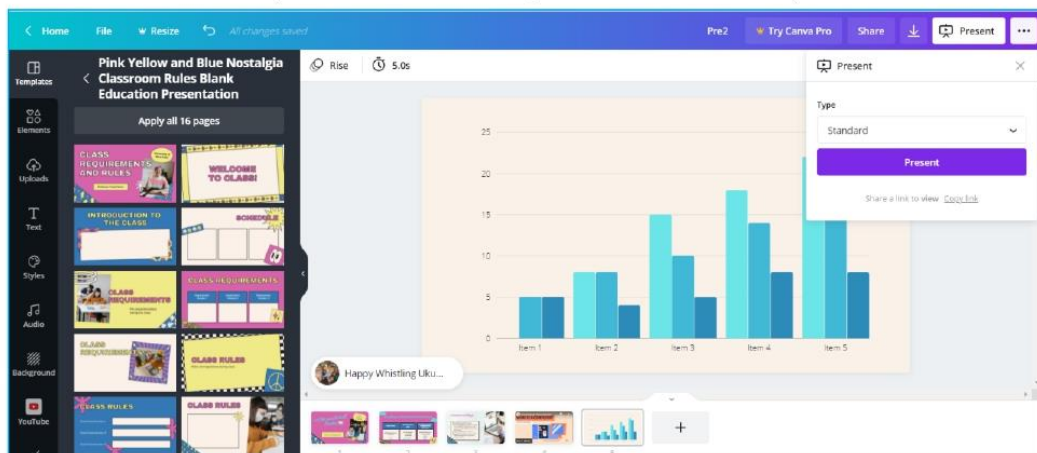 Home
File
Resize
All changes saved
Pre2
Try Canva Pro
Share
Present
Templates
Elements
Uploads
Text
Styles
Audio
Background
YouTube
Pink Yellow and Blue Nostalgia
Classroom Rules Blank
Education Presentation
Apply all 16 pages
CLASS
REQUIREMENTS
AND RULES
WELCOME
TO CLASS!
INTRODUCTION TO
THE CLASS
SCHEDULE
CLASS
REQUIREMENTS
CLASS REQUIREMENTS
CLASS
REQUIREMENTS
CLASS RULES
CLASS RULES
CLASS RULES
Rise
5.0s
25
20
15
10
5
0
Item 1
Item 2
Item 3
Item 4
Item 5
Happy Whistling Uku...
Present
Type
Standard
Present
Share a link to view Copy link